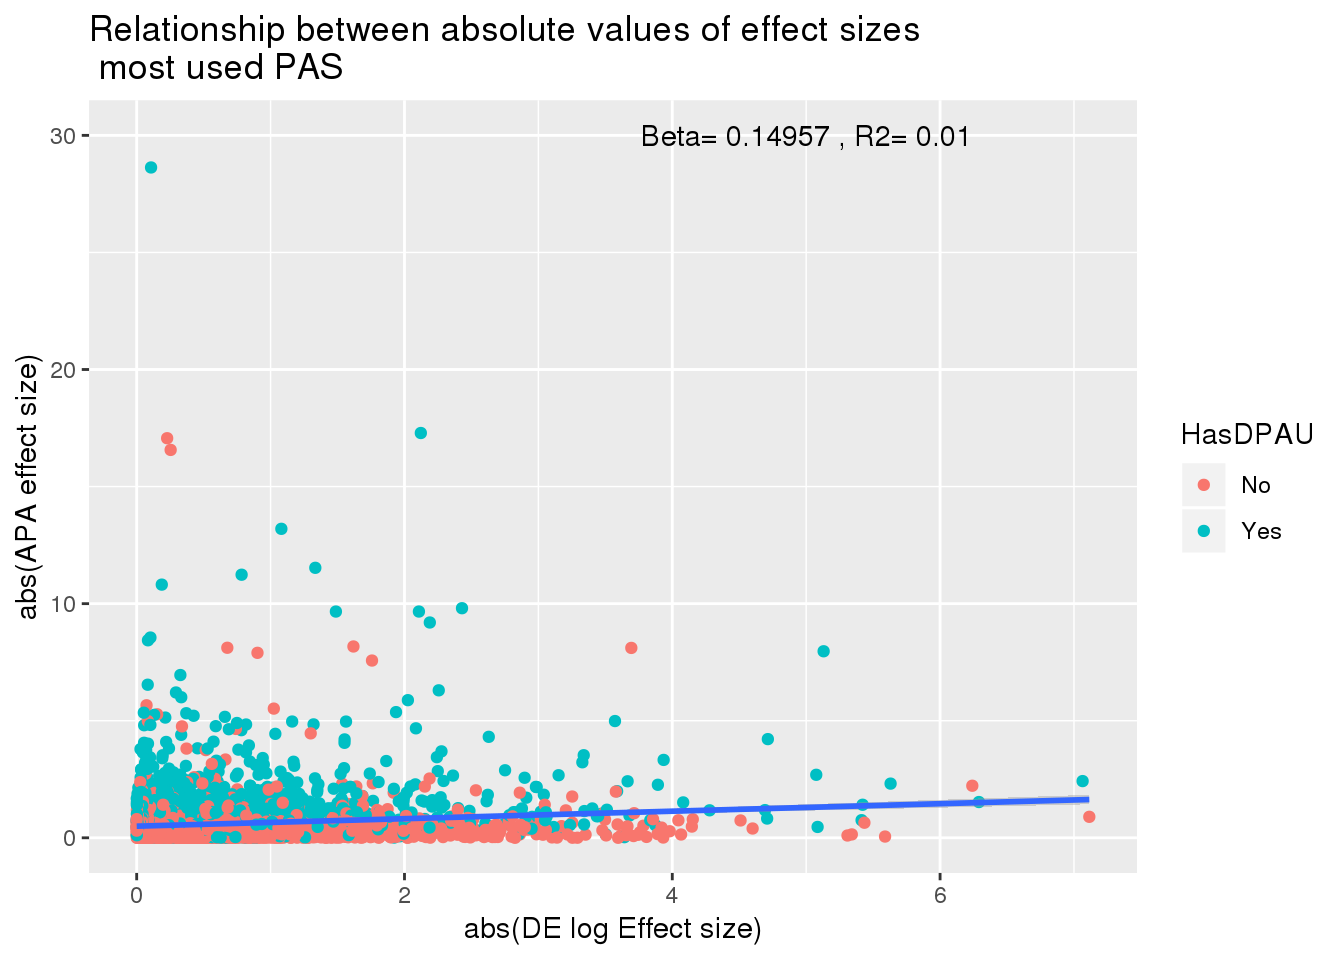 Relationship between absolute values of effect sizes
most used PAS
Beta= 0.14957 , R2= 0.01
30
20
10
0
abs(APA effect size)
0 2 4 6
abs(DE log Effect size)
HasDPAU
No
Yes